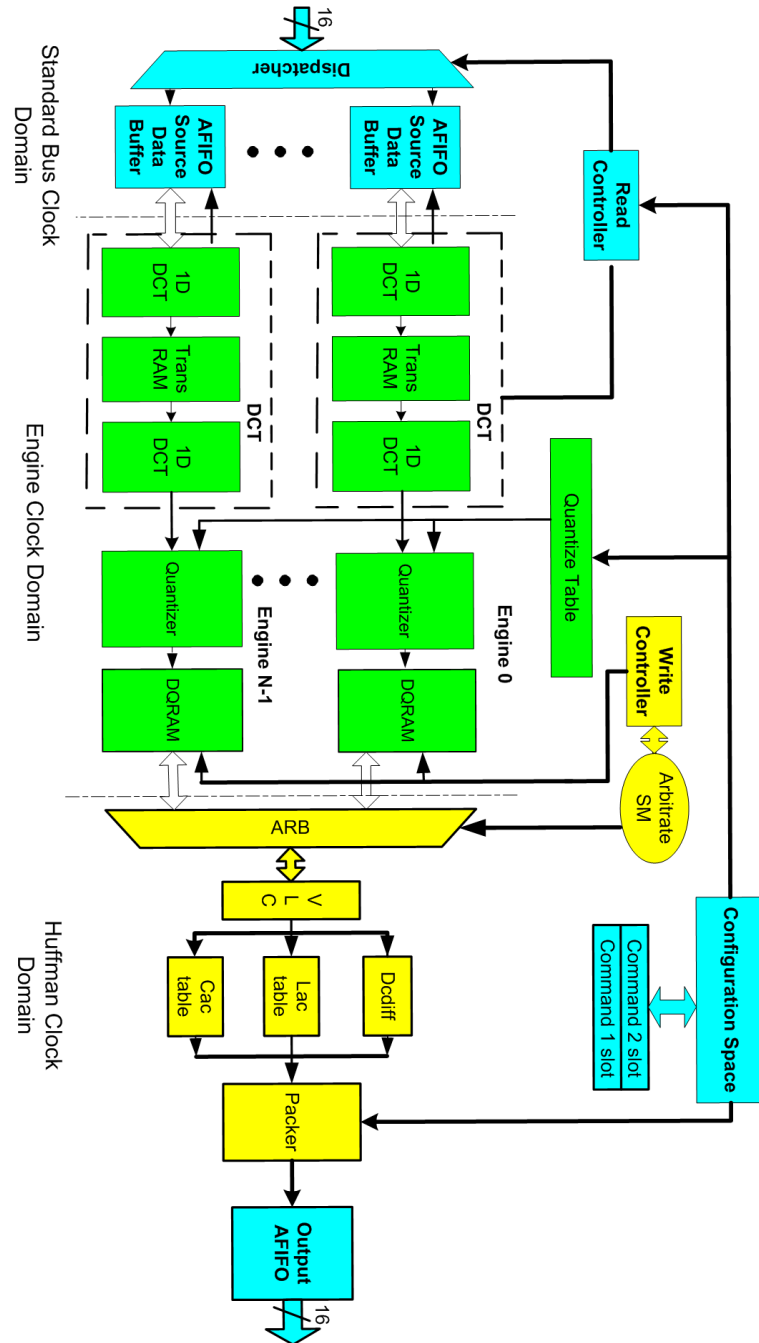 16
Dispatcher
AFIFO
Source
Data
Buffer
AFIFO
Source
Data
Buffer
Standard Bus Clock
Domain
Read
Controller
1D
DCT
Trans
RAM
1D
DCT
DCT
1D
DCT
Trans
RAM
1D
DCT
DCT
Engine Clock Domain
Quantize Table
Quantizer
DQRAM
Engine 0
Quantizer
DQRAM
Engine N-1
Write
Controller
Arbitrate
SM
ARB
Configuration Space
Command 2 slot
Command 1 slot
V
L
C
Dcdiff
Lac
table
Cac
table
Huffman Clock
Domain
Packer
Output
AFIFO
16